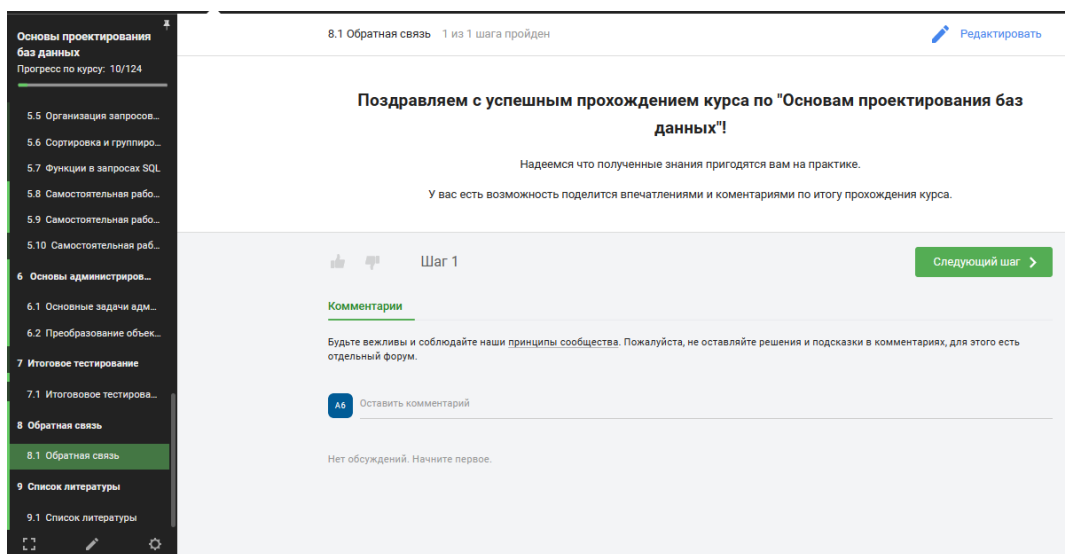 Основы проектирования
баз данных
Прогресс по курсу: 10/124
5.5 Организация запросов...
5.6 Сортировка и группиро...
5.7 Функции в запросах SQL
5.8 Самостоятельная рабо...
5.9 Самостоятельная рабо...
5.10 Самостоятельная раб...
6 Основы администриров...
6.1 Основные задачи адм...
6.2 Преобразование объек...
7 Итоговое тестирование
7.1 Итогововое тестирова...
8 Обратная связь
8.1 Обратная связь
9 Список литературы
9.1 Список литературы
8.1 Обратная связь 1 из 1 шага пройден
Редактировать
Поздравляем с успешным прохождением курса по "Основам проектирования баз
данных"!
Надеемся что полученные знания пригодятся вам на практике.
У вас есть возможность поделится впечатлениями и коментариями по итогу прохождения курса.
Шаг 1
Следующий шаг
Комментарии
Будьте вежливы и соблюдайте наши принципы сообщества. Пожалуйста, не оставляйте решения и подсказки в комментариях, для этого есть
отдельный форум.
А6
Оставить комментарий
Нет обсуждений. Начните первое.